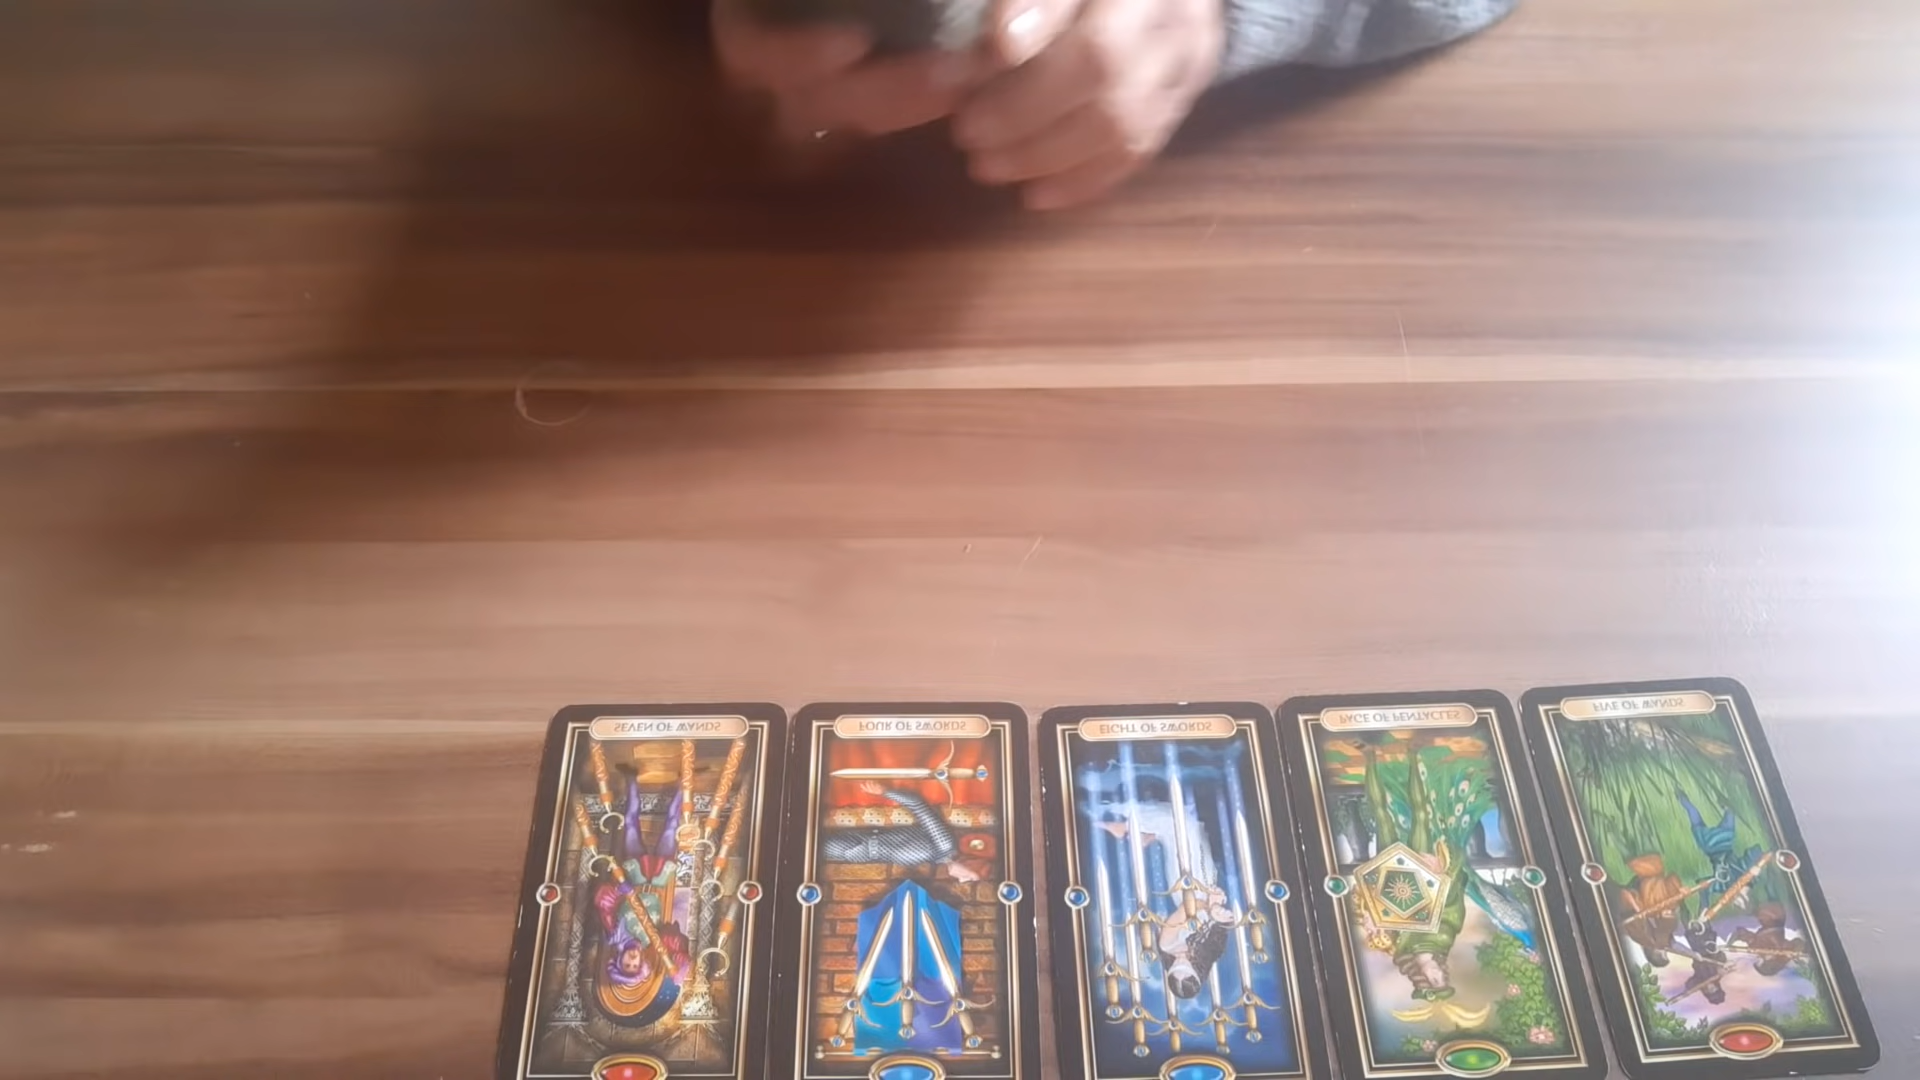 SEVEN OF WANDS
FOUR OF SWORDS
EIGHT OF SWORDS
PAGE OF PENTACLES
FIVE OF WANDS